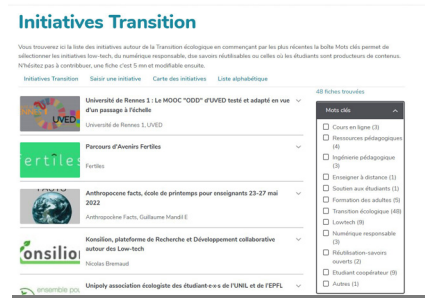 Initiatives Transition
Vous trouverez ici la liste des initiatives autour de la Transition écologique en commençant par les plus récentes la boîte Mots clés permet de
sélectionner les initiatives low-tech, du numérique responsable, dse savoirs réutilisables ou celles où les étudiants sont producteurs de contenus.
N'hésitez pas à contribuer, une fiche c'est 5 mn et modifiable ensuite.
Initiatives Transition Saisir une initiative Carte des initiatives Liste alphabétique
48 fiches trouvées
UVED
Université de Rennes 1 : Le MOOC "ODD" d'UVED testé et adapté en vue
d'un passage à l'échelle
Université de Rennes 1, UVED
fertiles
Parcours d'Avenirs Fertiles
Fertiles
FACTS
Anthropocene facts, école de printemps pour enseignants 23-27 mai
2022
Anthropocène Facts, Guillaume Mandil E
onsilio
Konsilion, plateforme de Recherche et Développement collaborative
autour des Low-tech
Nicolas Bremaud
ensemble pou
Unipoly association écologiste des étudiant·e·x·s de l'UNIL et de l'EPFL
Mots clés
Cours en ligne (3)
Ressources pédagogiques
(4)
Ingénierie pédagogique
(3)
Enseigner à distance (1)
Soutien aux étudiants (1)
Formation des adultes (5)
Transition écologique (48)
Lowtech (9)
Numérique responsable
(3)
Réutilisation-savoirs
ouverts (2)
Etudiant coopérateur (9)
Autres (1)